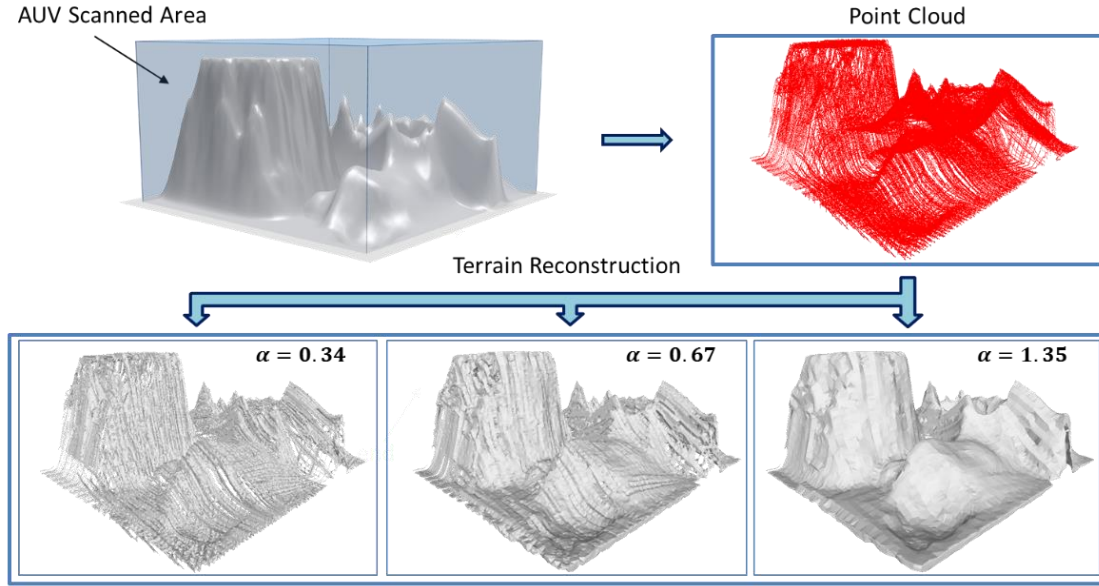 AUV Scanned Area
Point Cloud
Terrain Reconstruction
α = 0.34
α = 0.67
α = 1.35